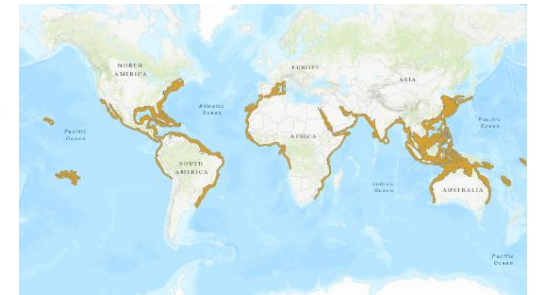 NORTH
AMERICA
EUROPE
ASIA
Atlantic
Ocean
Pacific
Ocean
Pacific
Ocean
AFRICA
SOUTH
AMERICA
Indian
Ocean
AUSTRALIA
Pacific
Ocean